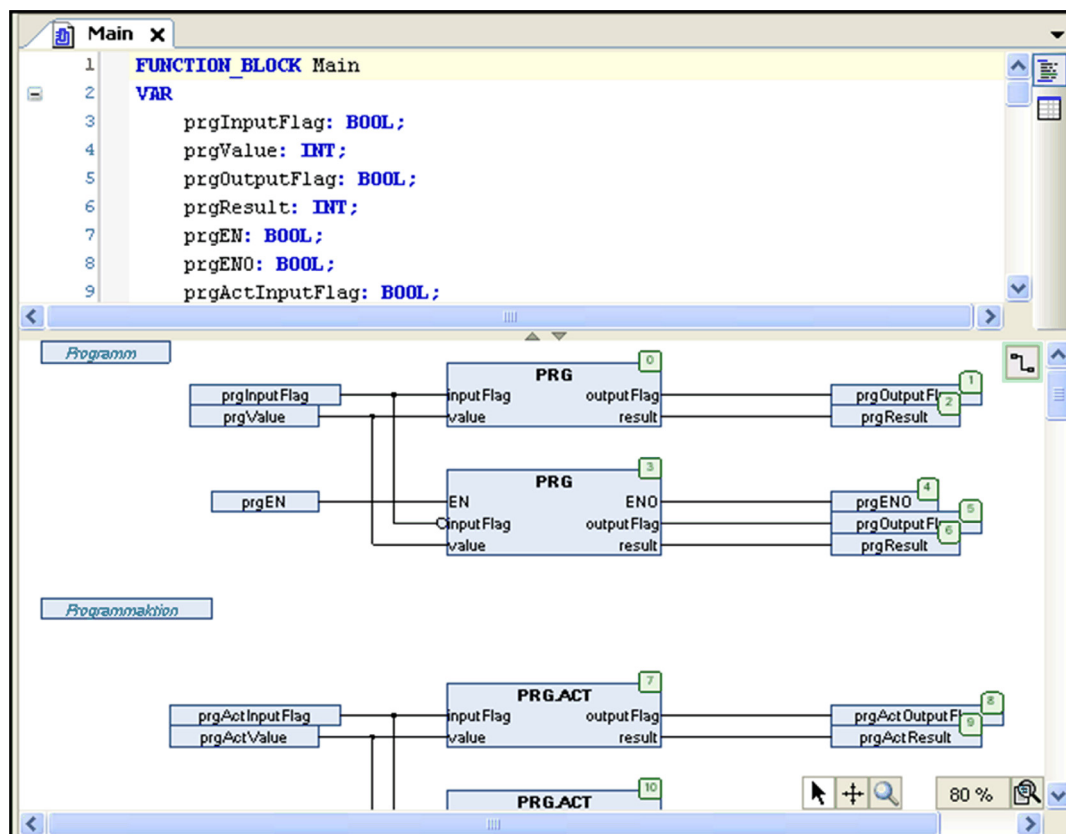 Main
1 FUNCTION_BLOCK Main
2 VAR
3 prgInputFlag: BOOL;
4 prgValue: INT;
5 prgOutputFlag: BOOL;
6 prgResult: INT;
7 prgEN: BOOL;
8 prgENO: BOOL;
9 prgActInputFlag: BOOL;
Programm
0
PRG
1
prgInputFlag inputFlag outputFlag prgOutputFl
2
prgValue value result prgResult
3
PRG
4
prgEN EN ENO prgENO
5
inputFlag outputFlag prgOutputFl
6
value result prgResult
Programmaktion
7
PRG.ACT
8
prgActInputFlag inputFlag outputFlag prgActOutputFl
9
prgActValue value result prgActResult
10
PRG.ACT
80 %